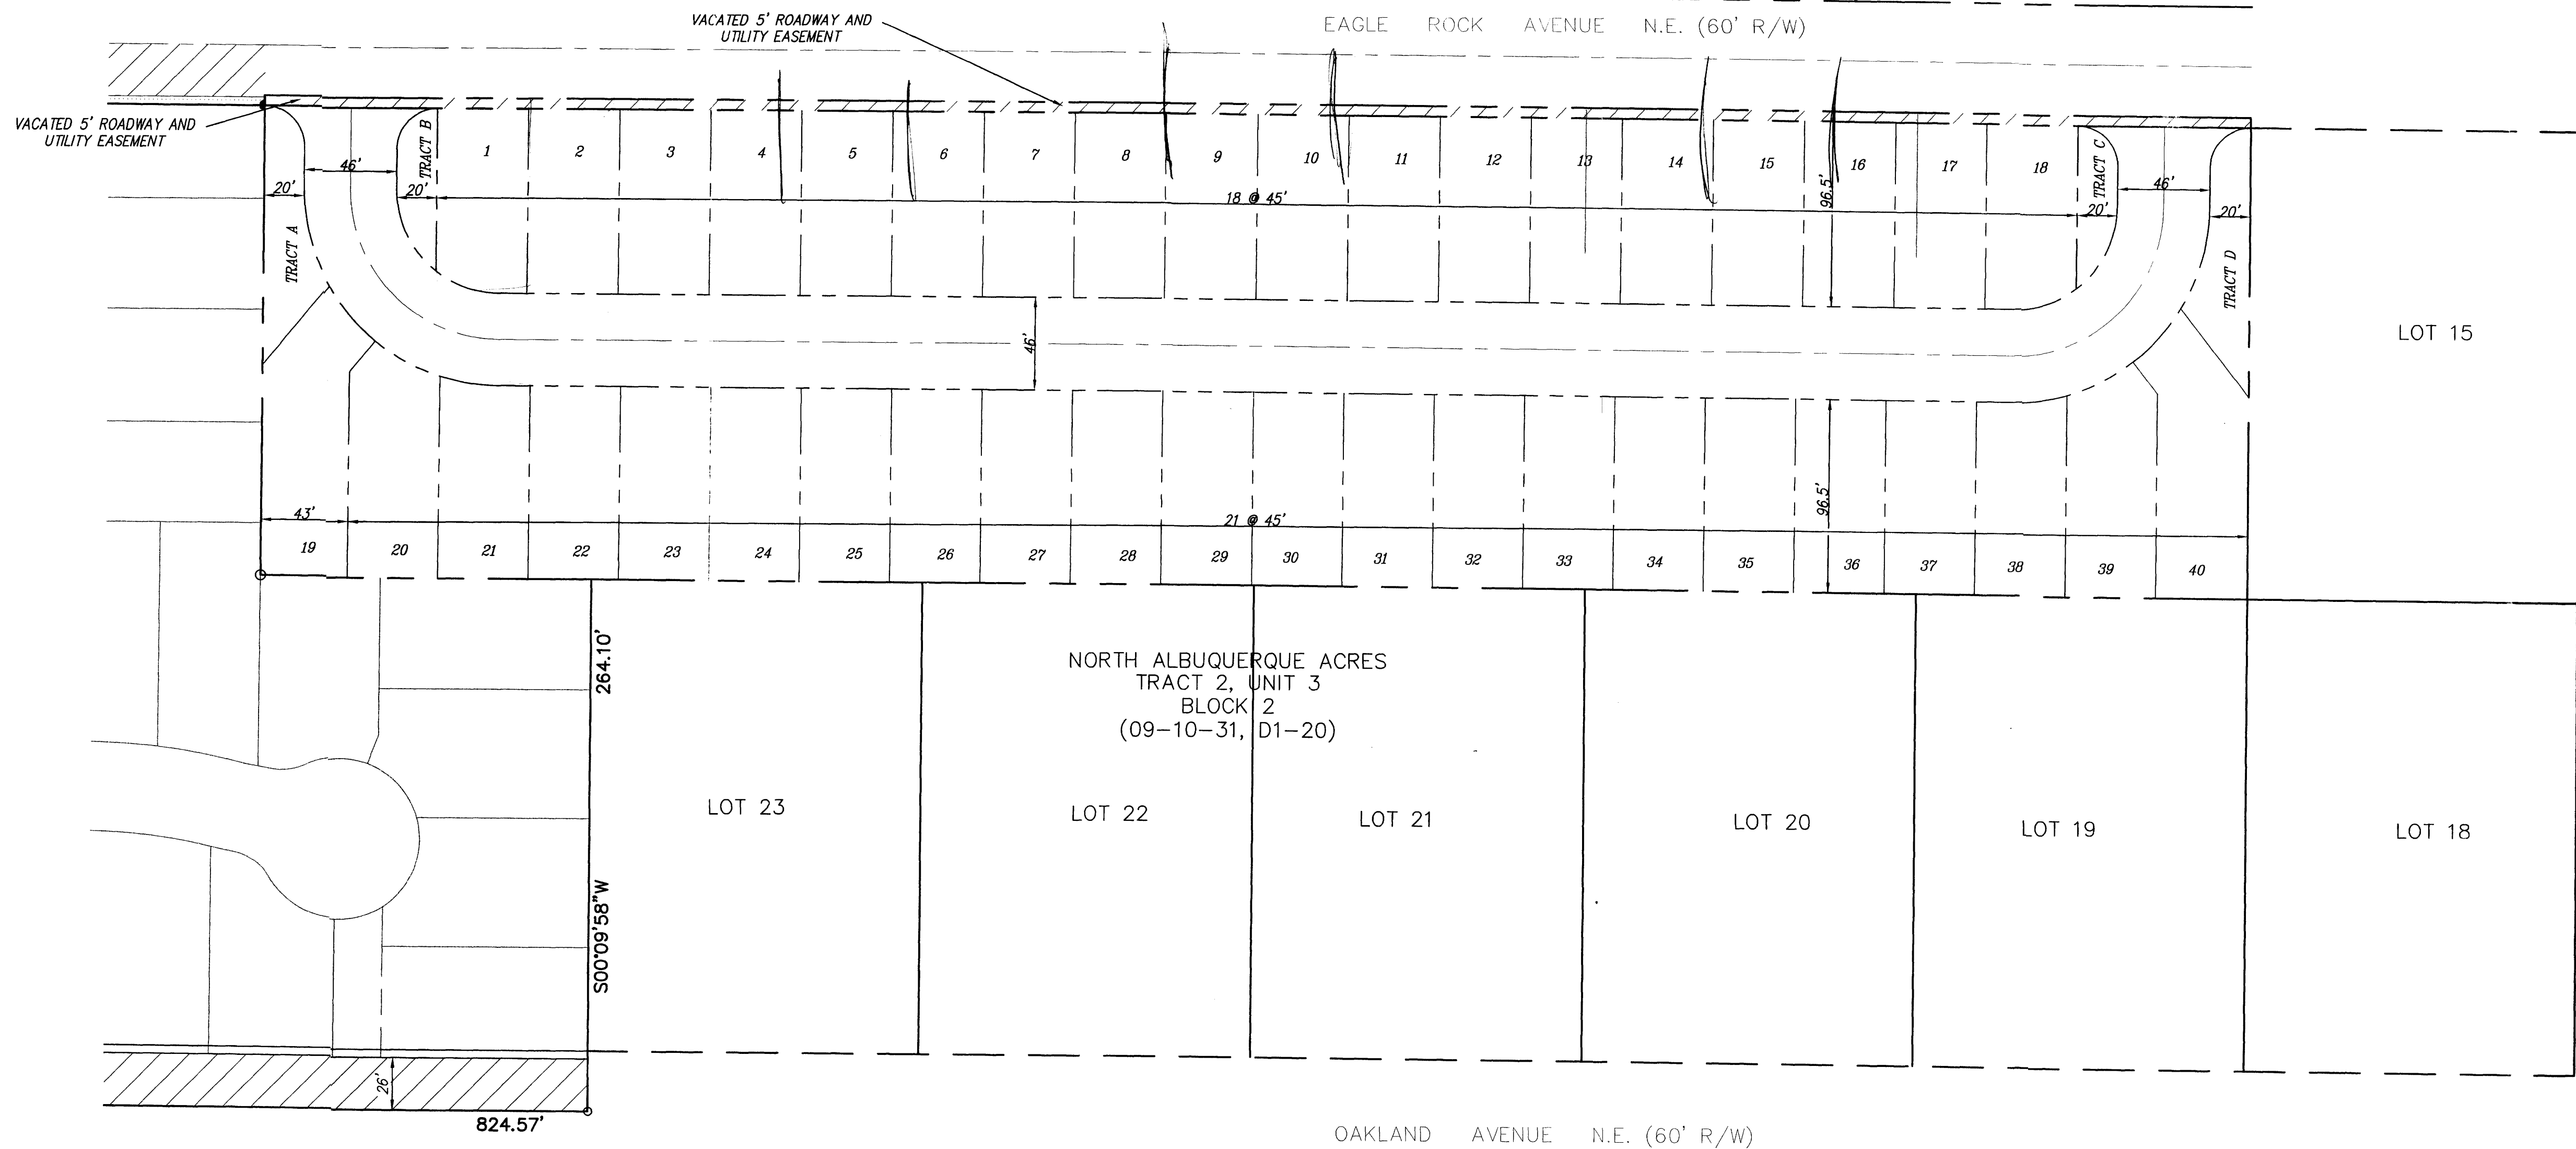 EAGLE ROCK AVENUE N.E. (60' R/W)
VACATED 5' ROADWAY AND
UTILITY EASEMENT
VACATED 5' ROADWAY AND
UTILITY EASEMENT
TRACT B
1 2 3 4 5 6 7 8 9 10 11 12 13 14 15 16 17 18
TRACT C
46'
20'
20'
18 @ 45'
96.5'
46'
20'
20'
TRACT A
TRACT D
46'
LOT 15
43'
21 @ 45'
96.5'
19 20 21 22 23 24 25 26 27 28 29 30 31 32 33 34 35 36 37 38 39 40
264.10'
S00°09'58"W
NORTH ALBUQUERQUE ACRES
TRACT 2, UNIT 3
BLOCK 2
(09-10-31, D1-20)
LOT 23
LOT 22
LOT 21
LOT 20
LOT 19
LOT 18
26'
824.57'
OAKLAND AVENUE N.E. (60' R/W)